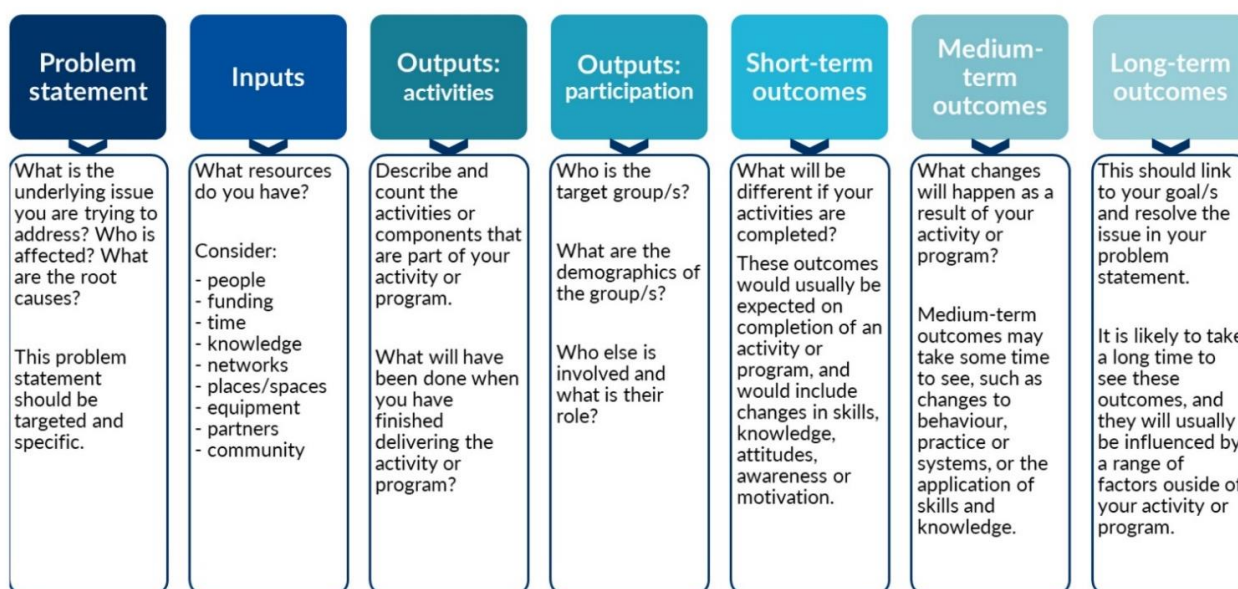 Problem
statement
What is the
underlying issue
you are trying to
address? Who is
affected? What
are the root
causes?
This problem
statement
should be
targeted and
specific.
Inputs
What resources
do you have?
Consider:
- people
- funding
- time
- knowledge
- networks
- places/spaces
- equipment
- partners
- community
Outputs:
activities
Describe and
count the
activities or
components that
are part of your
activity or
program.
What will have
been done when
you have
finished
delivering the
activity or
program?
Outputs:
participation
Who is the
target group/s?
What are the
demographics of
the group/s?
Who else is
involved and
what is their
role?
Short-term
outcomes
What will be
different if your
activities are
completed?
These outcomes
would usually be
expected on
completion of an
activity or
program, and
would include
changes in skills,
knowledge,
attitudes,
awareness or
motivation.
Medium-
term
outcomes
What changes
will happen as a
result of your
activity or
program?
Medium-term
outcomes may
take some time
to see, such as
changes to
behaviour,
practice or
systems, or the
application of
skills and
knowledge.
Long-term
outcomes
This should link
to your goal/s
and resolve the
issue in your
problem
statement.
It is likely to take
a long time to
see these
outcomes, and
they will usually
be influenced by
a range of
factors ouside of
your activity or
program.